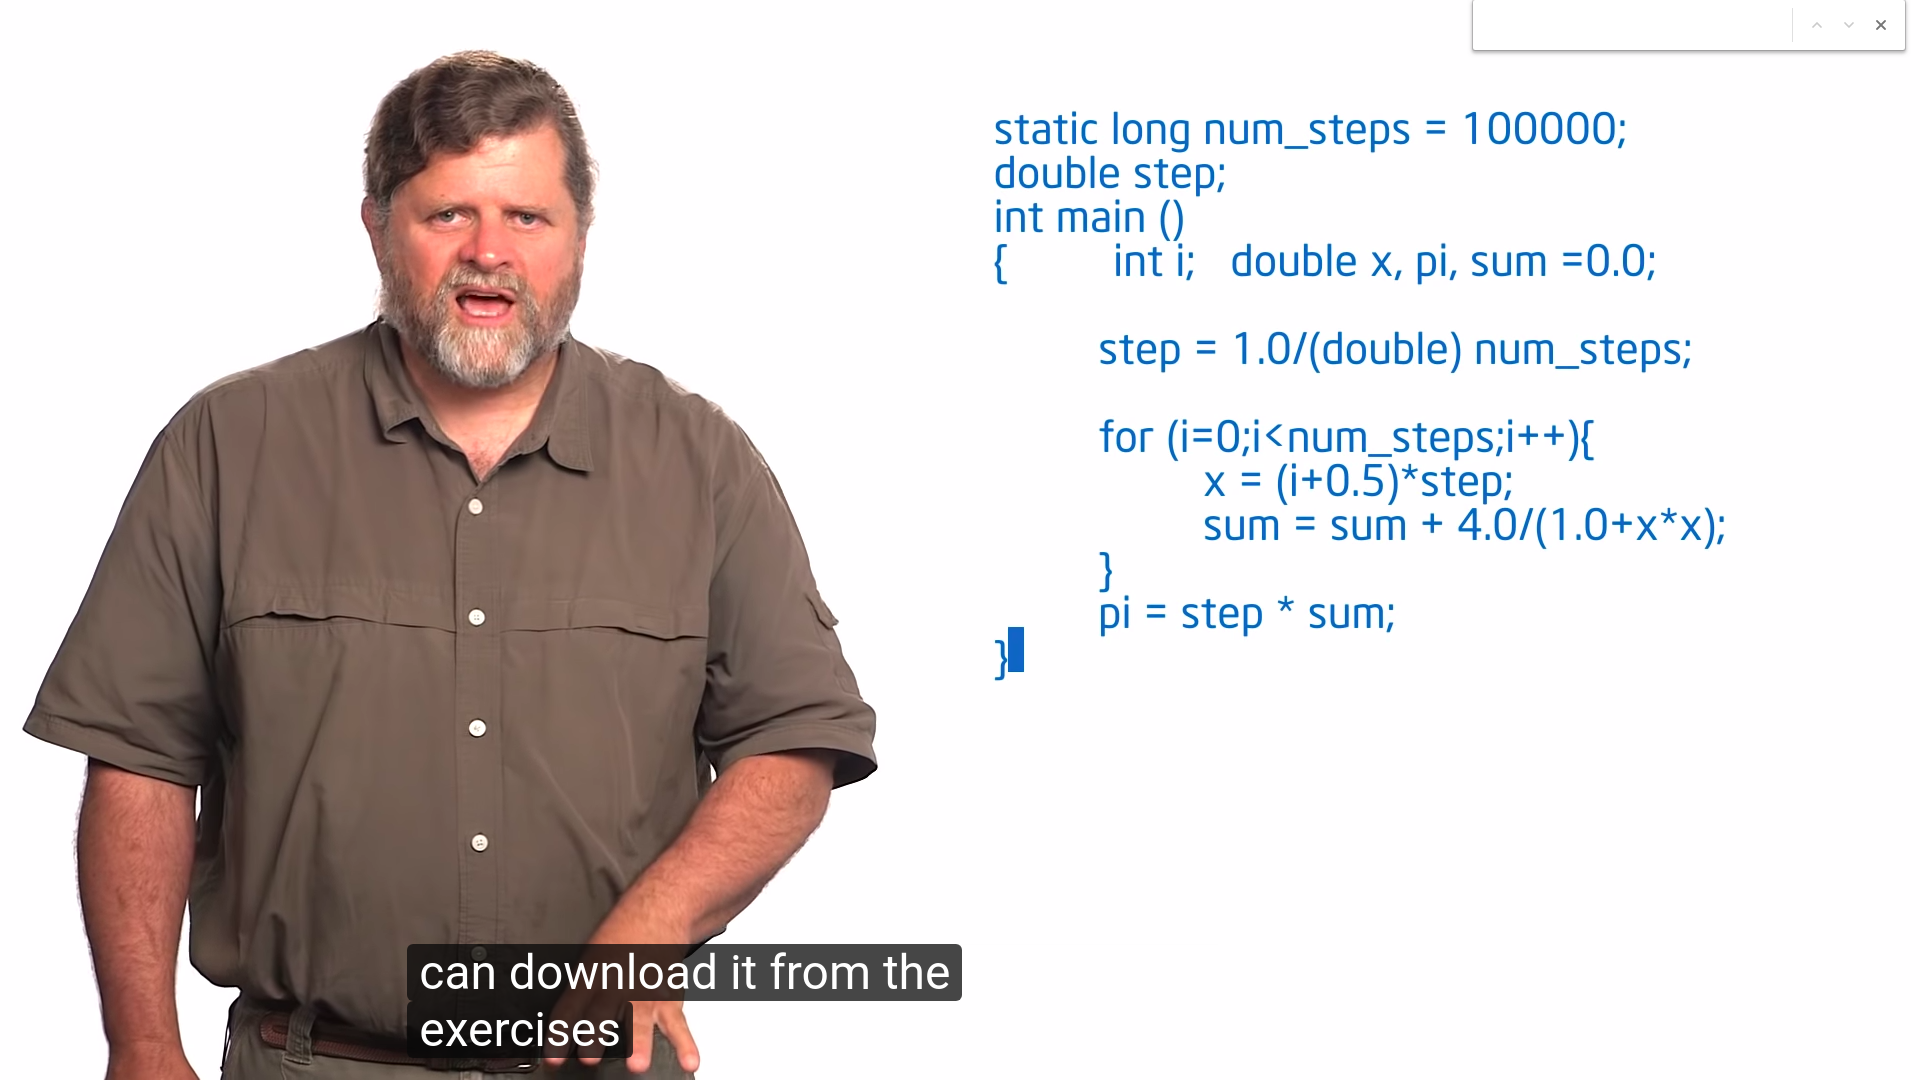 static long num_steps = 100000;
double step;
int main ()
{ int i; double x, pi, sum =0.0;
step = 1.0/(double) num_steps;
for (i=0;i<num_steps;i++){
x = (i+0.5)*step;
sum = sum + 4.0/(1.0+x*x);
}
pi = step * sum;
}
can download it from the
exercises